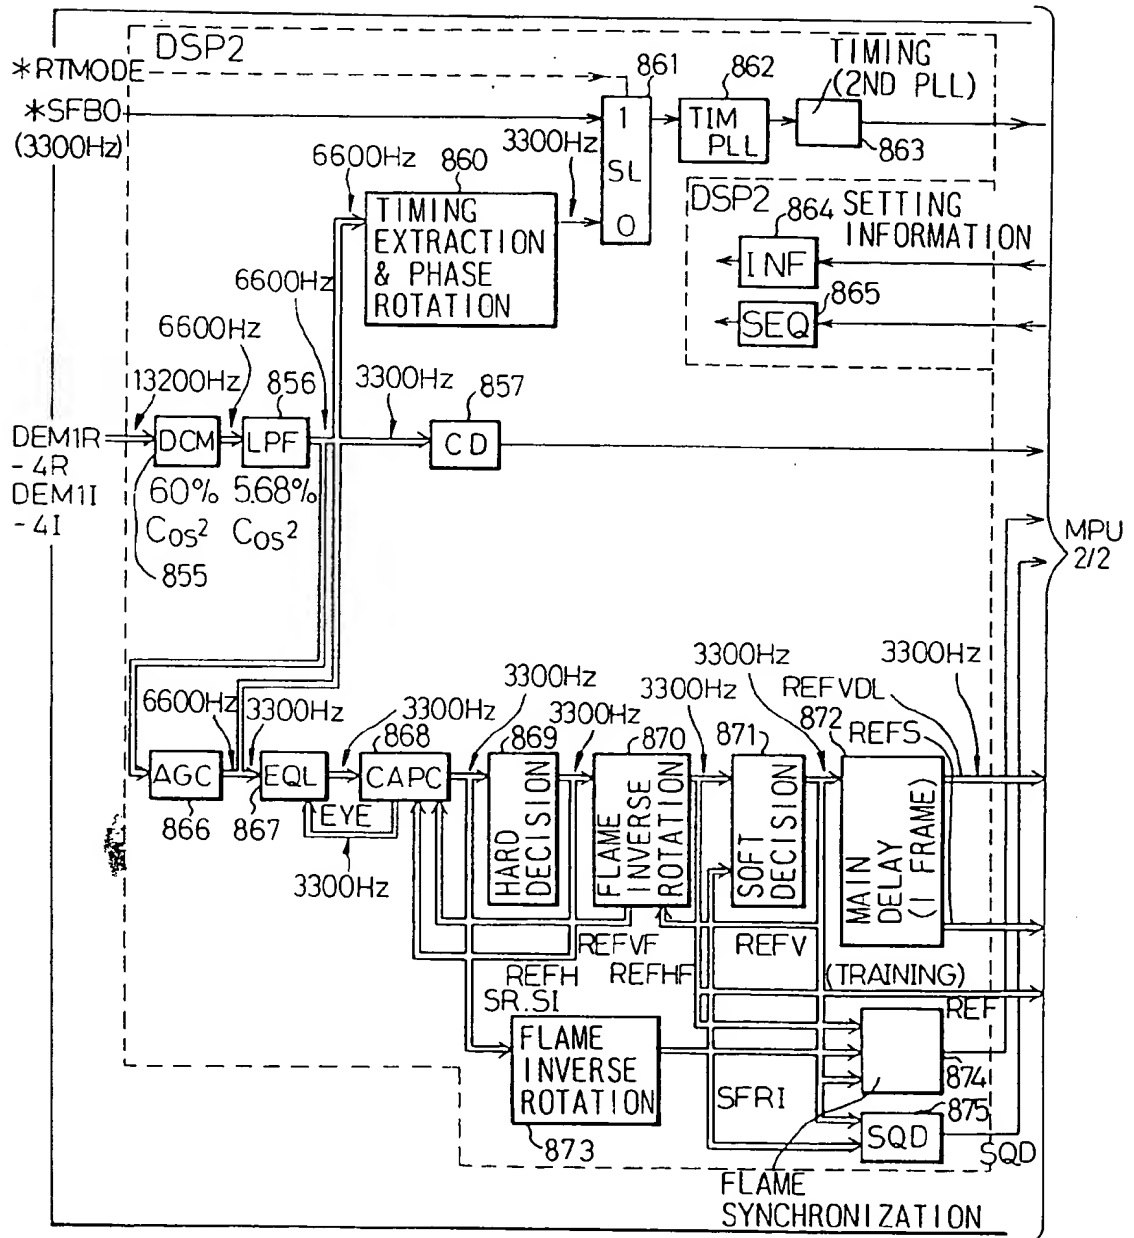 DSP2
*RTMODE
*SFBO
(3300Hz)
861
862
TIMING
(2ND PLL)
1
SL
0
TIM
PLL
863
3300Hz
6600Hz
860
TIMING
EXTRACTION
& PHASE
ROTATION
DSP2
864
SETTING
INFORMATION
INF
865
SEQ
6600Hz
6600Hz
13200Hz
856
3300Hz
857
DEM1R
-4R
DEM1I
-4I
DCM
LPF
CD
60%
Cos²
5.68%
Cos²
855
MPU
2/2
6600Hz
3300Hz
3300Hz
868
3300Hz
869
3300Hz
3300Hz
870
3300Hz
871
REFVDL
872
REFS
3300Hz
AGC
866
EQL
867
CAPC
EYE
3300Hz
HARD
DECISION
FLAME
INVERSE
ROTATION
SOFT
DECISION
MAIN
DELAY
(1 FRAME)
REFVF
REFH
REFHF
REFV
(TRAINING)
REF
SR.SI
FLAME
INVERSE
ROTATION
873
874
SFRI
875
SQD
SQD
FLAME
SYNCHRONIZATION